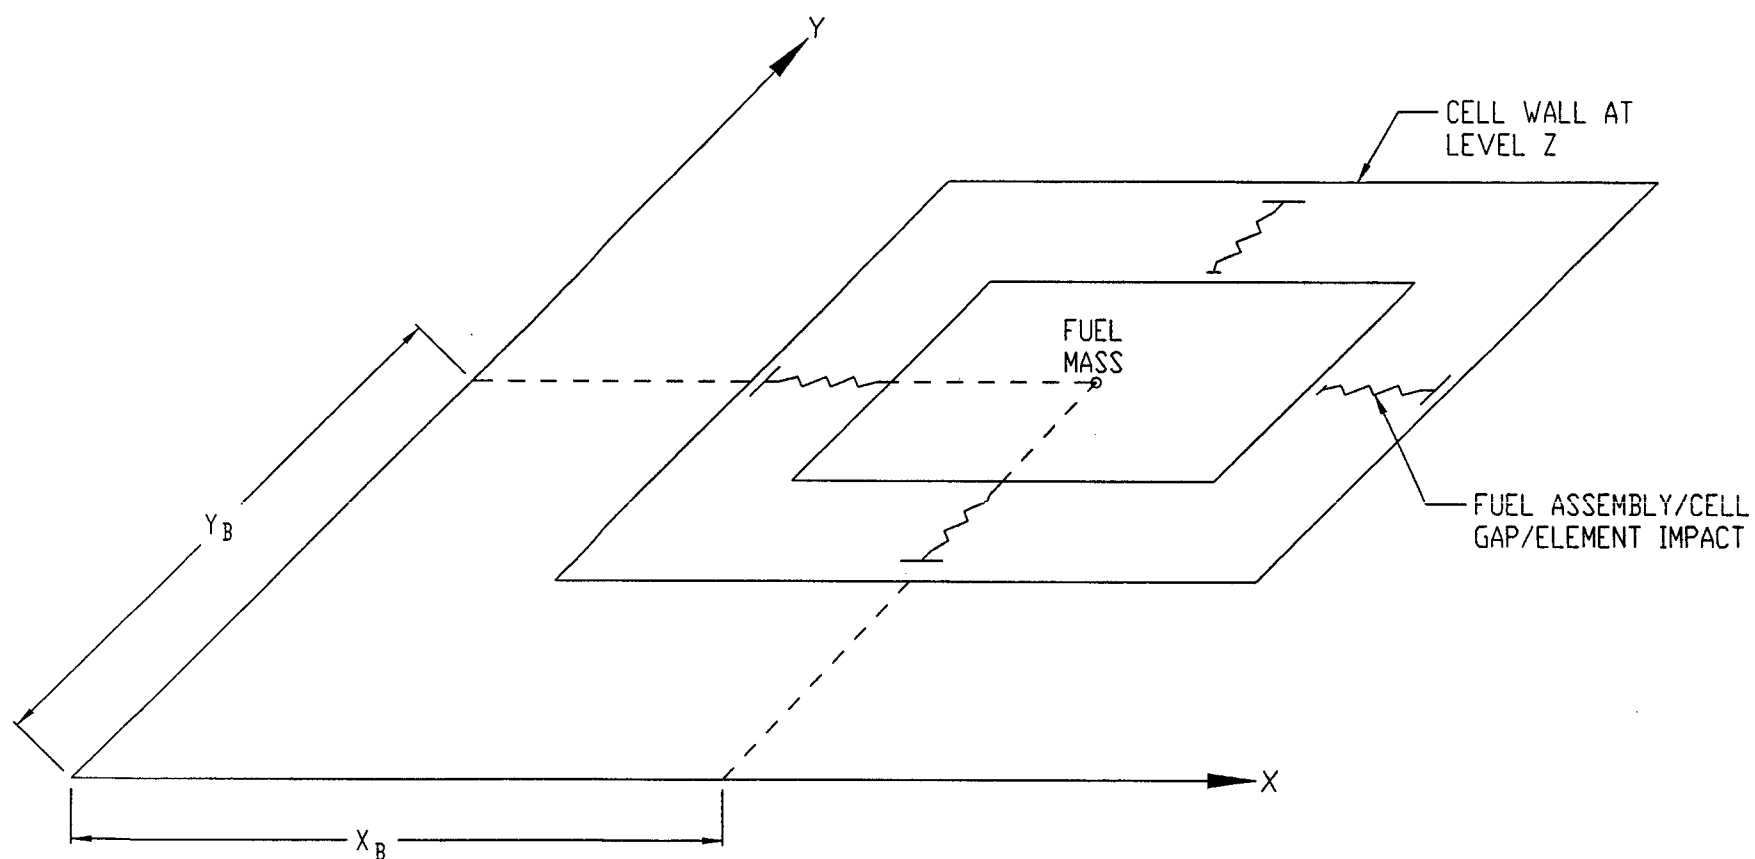 Y
CELL WALL AT
LEVEL Z
FUEL
MASS
FUEL ASSEMBLY/CELL
GAP/ELEMENT IMPACT
Y B
X
X B